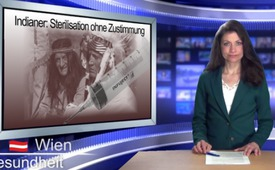 Indianer: Sterilisation ohne Zustimmung
Wien
esundheit